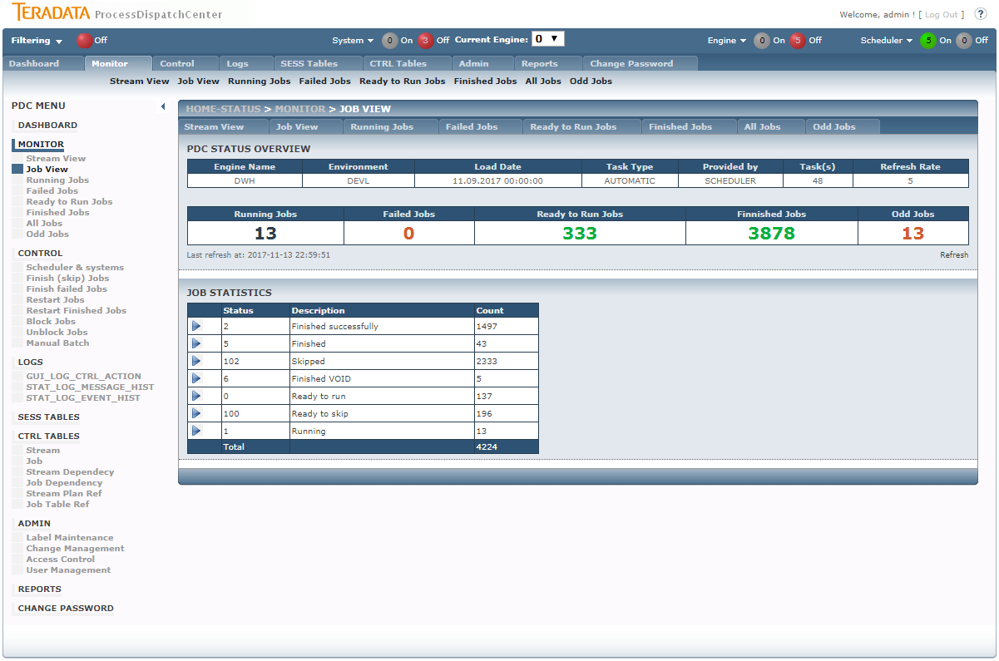 TERADATA ProcessDispatchCenter
Welcome, admin ! [ Log Out ] ?
Filtering Off System 0 On 3 Off Current Engine: 0 Engine 0 On 5 Off Scheduler 5 On 0 Off
Dashboard Monitor Control Logs SESS Tables CTRL Tables Admin Reports Change Password
Stream View Job View Running Jobs Failed Jobs Ready to Run Jobs Finished Jobs All Jobs Odd Jobs
PDC MENU
DASHBOARD
MONITOR
Stream View
Job View
Running Jobs
Failed Jobs
Ready to Run Jobs
Finished Jobs
All Jobs
Odd Jobs
CONTROL
Scheduler & systems
Finish (skip) Jobs
Finish failed Jobs
Restart Jobs
Restart Finished Jobs
Block Jobs
Unblock Jobs
Manual Batch
LOGS
GUI_LOG_CTRL_ACTION
STAT_LOG_MESSAGE_HIST
STAT_LOG_EVENT_HIST
SESS TABLES
CTRL TABLES
Stream
Job
Stream Dependecy
Job Dependency
Stream Plan Ref
Job Table Ref
ADMIN
Label Maintenance
Change Management
Access Control
User Management
REPORTS
CHANGE PASSWORD
HOME-STATUS > MONITOR > JOB VIEW
Stream View Job View Running Jobs Failed Jobs Ready to Run Jobs Finished Jobs All Jobs Odd Jobs
PDC STATUS OVERVIEW
Engine Name Environment Load Date Task Type Provided by Task(s) Refresh Rate
DWH DEVL 11.09.2017 00:00:00 AUTOMATIC SCHEDULER 48 5
Running Jobs Failed Jobs Ready to Run Jobs Finnished Jobs Odd Jobs
13 0 333 3878 13
Last refresh at: 2017-11-13 22:59:51 Refresh
JOB STATISTICS
Status Description Count
2 Finished successfully 1497
5 Finished 43
102 Skipped 2333
6 Finished VOID 5
0 Ready to run 137
100 Ready to skip 196
1 Running 13
Total 4224